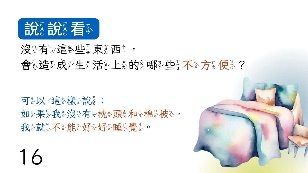 說說看
沒有這些東西，
會造成生活上的哪些不方便？
可以這樣說：
如果我沒有枕頭和棉被，
我就不能好好睡覺。
16